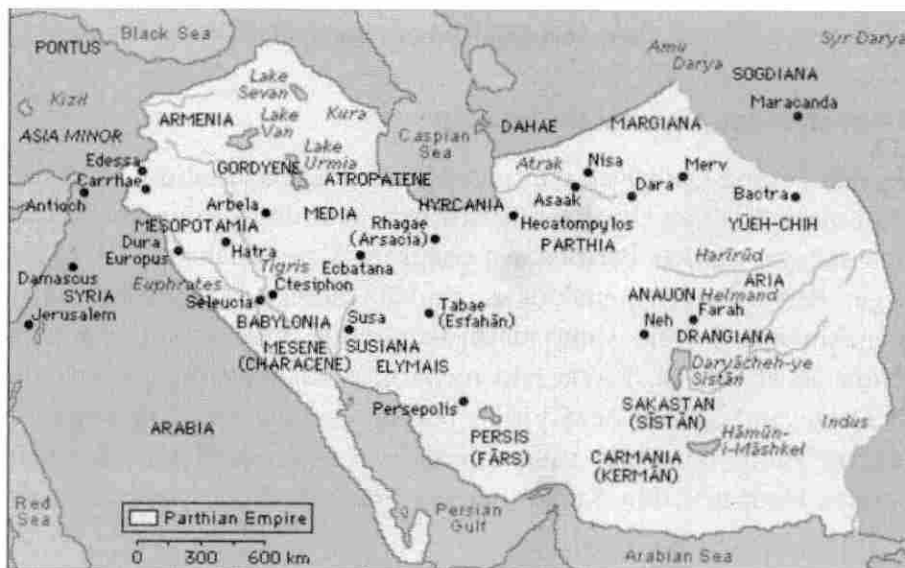 Black Sea
PONTUS
Amu
Darya
Syr Darya
SOGDIANA
Maracanda
Lake
Sevan
Kura
Kizil
ARMENIA
Lake
Van
Caspian
Sea
DAHAE
MARGIANA
ASIA MINOR
Lake
Urmia
Edessa
GORDYENE
ATROPATENE
Atrak
Nisa
Merv
Carrhae
Antioch
Arbela
MEDIA
HYRCANIA
Asaak
Dara
Bactra
MESOPOTAMIA
Rhagae
(Arsacia)
Hecatompylos
YÜEH-CHIH
Dura
Europus
Hatra
PARTHIA
Tigris
Ecbatana
Harīrūd
Damascus
Euphrates
Ctesiphon
ARIA
SYRIA
Seleucia
Tabae
(Esfahān)
ANAUON
Helmand
Farah
Jerusalem
BABYLONIA
Susa
Neh
DRANGIANA
MESENE
(CHARACENE)
SUSIANA
ELYMAIS
Daryācheh-ye
Sīstān
Persepolis
SAKASTAN
(SĪSTĀN)
Indus
ARABIA
PERSIS
(FĀRS)
Hāmūn-
i-Māshkel
CARMANIA
(KERMĀN)
Red
Sea
Parthian Empire
Persian
Gulf
0 300 600 km
Arabian Sea